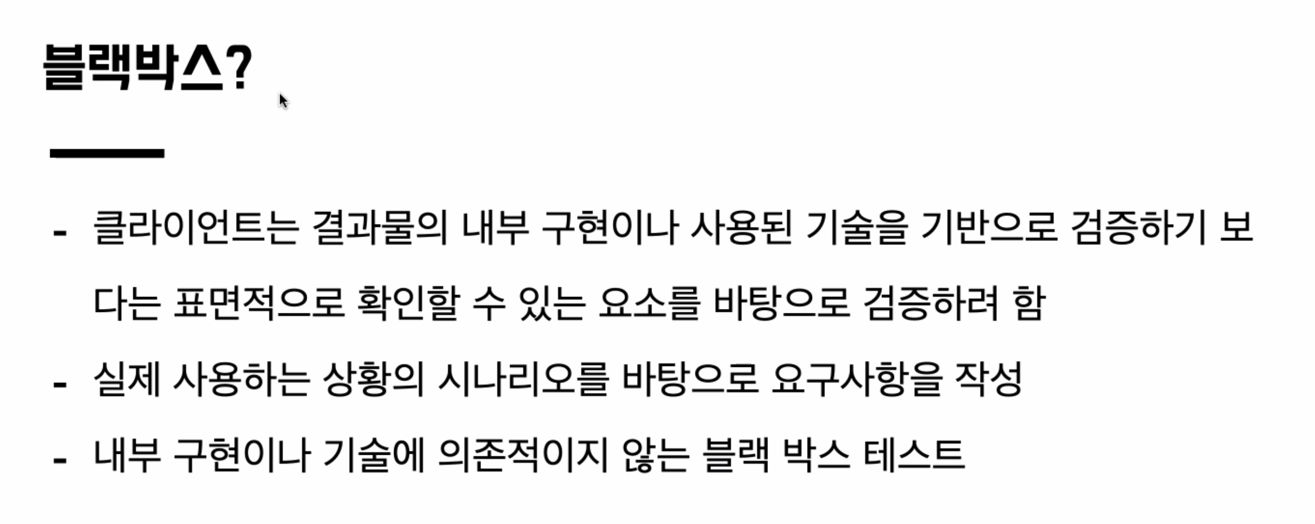 블랙박스?
- 클라이언트는 결과물의 내부 구현이나 사용된 기술을 기반으로 검증하기 보
다는 표면적으로 확인할 수 있는 요소를 바탕으로 검증하려 함
- 실제 사용하는 상황의 시나리오를 바탕으로 요구사항을 작성
- 내부 구현이나 기술에 의존적이지 않는 블랙 박스 테스트